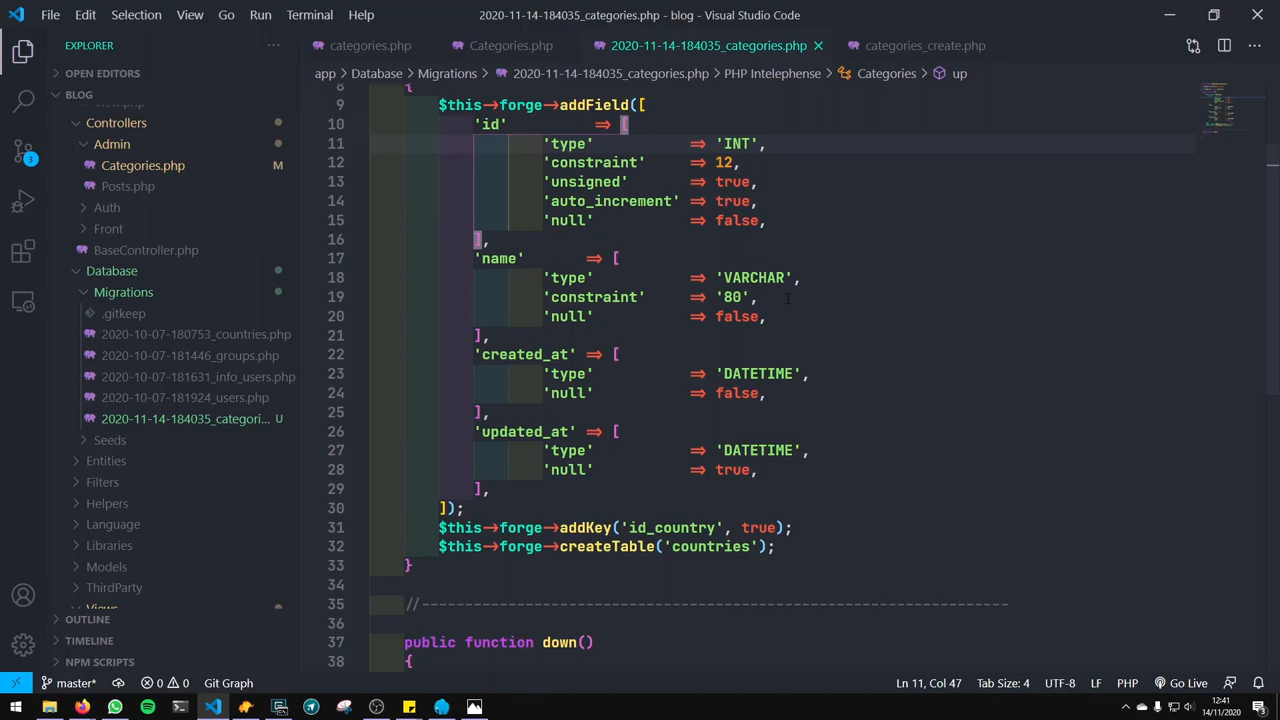 File Edit Selection View Go Run Terminal Help 2020-11-14-184035_categories.php - blog - Visual Studio Code
EXPLORER ...
categories.php Categories.php 2020-11-14-184035_categories.php categories_create.php
OPEN EDITORS
app > Database > Migrations > 2020-11-14-184035_categories.php > PHP Intelephense > Categories > up
BLOG
Controllers
Admin
Categories.php M
Posts.php
Auth
Front
BaseController.php
Database
Migrations
.gitkeep
2020-10-07-180753_countries.php
2020-10-07-181446_groups.php
2020-10-07-181631_info_users.php
2020-10-07-181924_users.php
2020-11-14-184035_categori... U
Seeds
Entities
Filters
Helpers
Language
Libraries
Models
ThirdParty
Views
OUTLINE
TIMELINE
NPM SCRIPTS
8 {
9 $this->forge->addField([
10 'id' => [
11 'type' => 'INT',
12 'constraint' => 12,
13 'unsigned' => true,
14 'auto_increment' => true,
15 'null' => false,
16 ],
17 'name' => [
18 'type' => 'VARCHAR',
19 'constraint' => '80',
20 'null' => false,
21 ],
22 'created_at' => [
23 'type' => 'DATETIME',
24 'null' => false,
25 ],
26 'updated_at' => [
27 'type' => 'DATETIME',
28 'null' => true,
29 ],
30 ]);
31 $this->forge->addKey('id_country', true);
32 $this->forge->createTable('countries');
33 }
34
35 //--------------------------------------------------------------------
36
37 public function down()
38 {
master* 0 0 Git Graph Ln 11, Col 47 Tab Size: 4 UTF-8 LF PHP Go Live
12:41
14/11/2020